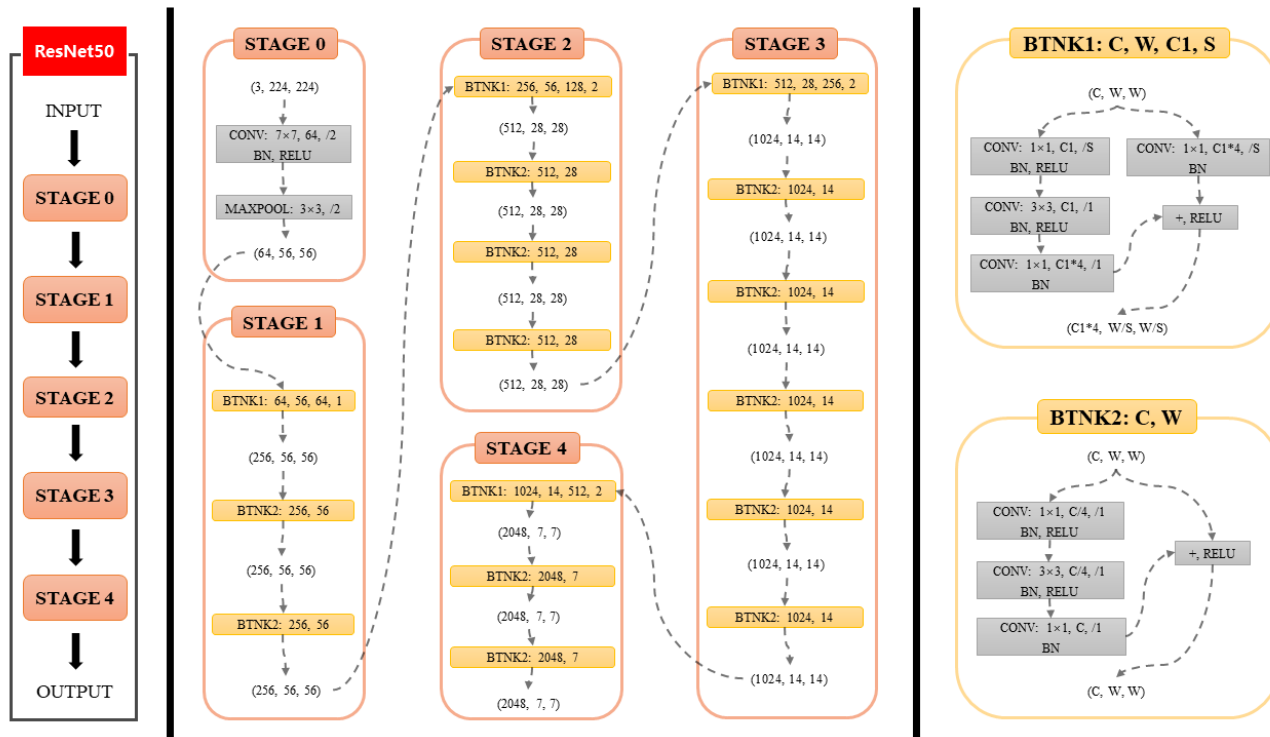 ResNet50
INPUT
STAGE 0
STAGE 1
STAGE 2
STAGE 3
STAGE 4
OUTPUT
STAGE 0
(3, 224, 224)
CONV: 7×7, 64, /2
BN, RELU
MAXPOOL: 3×3, /2
(64, 56, 56)
STAGE 1
BTNK1: 64, 56, 64, 1
(256, 56, 56)
BTNK2: 256, 56
(256, 56, 56)
BTNK2: 256, 56
(256, 56, 56)
STAGE 2
BTNK1: 256, 56, 128, 2
(512, 28, 28)
BTNK2: 512, 28
(512, 28, 28)
BTNK2: 512, 28
(512, 28, 28)
BTNK2: 512, 28
(512, 28, 28)
STAGE 3
BTNK1: 512, 28, 256, 2
(1024, 14, 14)
BTNK2: 1024, 14
(1024, 14, 14)
BTNK2: 1024, 14
(1024, 14, 14)
BTNK2: 1024, 14
(1024, 14, 14)
BTNK2: 1024, 14
(1024, 14, 14)
BTNK2: 1024, 14
(1024, 14, 14)
STAGE 4
BTNK1: 1024, 14, 512, 2
(2048, 7, 7)
BTNK2: 2048, 7
(2048, 7, 7)
BTNK2: 2048, 7
(2048, 7, 7)
BTNK1: C, W, C1, S
(C, W, W)
CONV: 1×1, C1, /S
BN, RELU
CONV: 3×3, C1, /1
BN, RELU
CONV: 1×1, C1*4, /1
BN
CONV: 1×1, C1*4, /S
BN
+, RELU
(C1*4, W/S, W/S)
BTNK2: C, W
(C, W, W)
CONV: 1×1, C/4, /1
BN, RELU
CONV: 3×3, C/4, /1
BN, RELU
CONV: 1×1, C, /1
BN
+, RELU
(C, W, W)